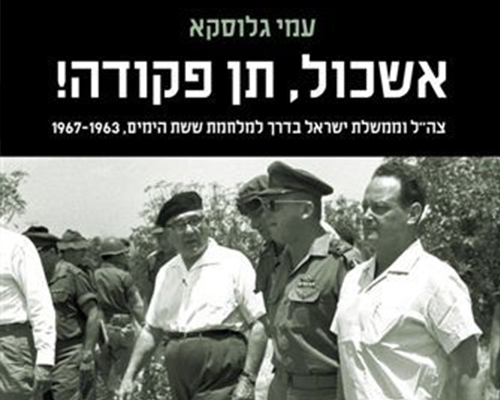 עמי גלוסקא
אשכול, תן פקודה!
צה״ל וממשלת ישראל בדרך למלחמת ששת הימים, 1967-1963